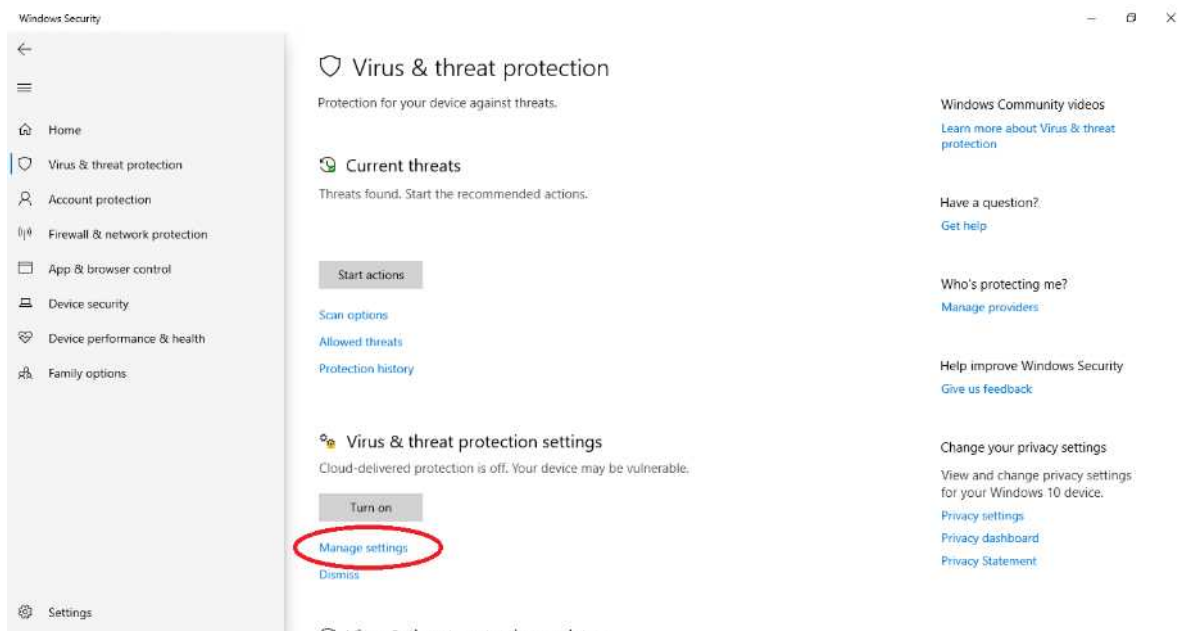 Windows Security
Home
Virus & threat protection
Account protection
Firewall & network protection
App & browser control
Device security
Device performance & health
Family options
Settings
Virus & threat protection
Protection for your device against threats.
Current threats
Threats found. Start the recommended actions.
Start actions
Scan options
Allowed threats
Protection history
Virus & threat protection settings
Cloud-delivered protection is off. Your device may be vulnerable.
Turn on
Manage settings
Dismiss
Windows Community videos
Learn more about Virus & threat
protection
Have a question?
Get help
Who's protecting me?
Manage providers
Help improve Windows Security
Give us feedback
Change your privacy settings
View and change privacy settings
for your Windows 10 device.
Privacy settings
Privacy dashboard
Privacy Statement